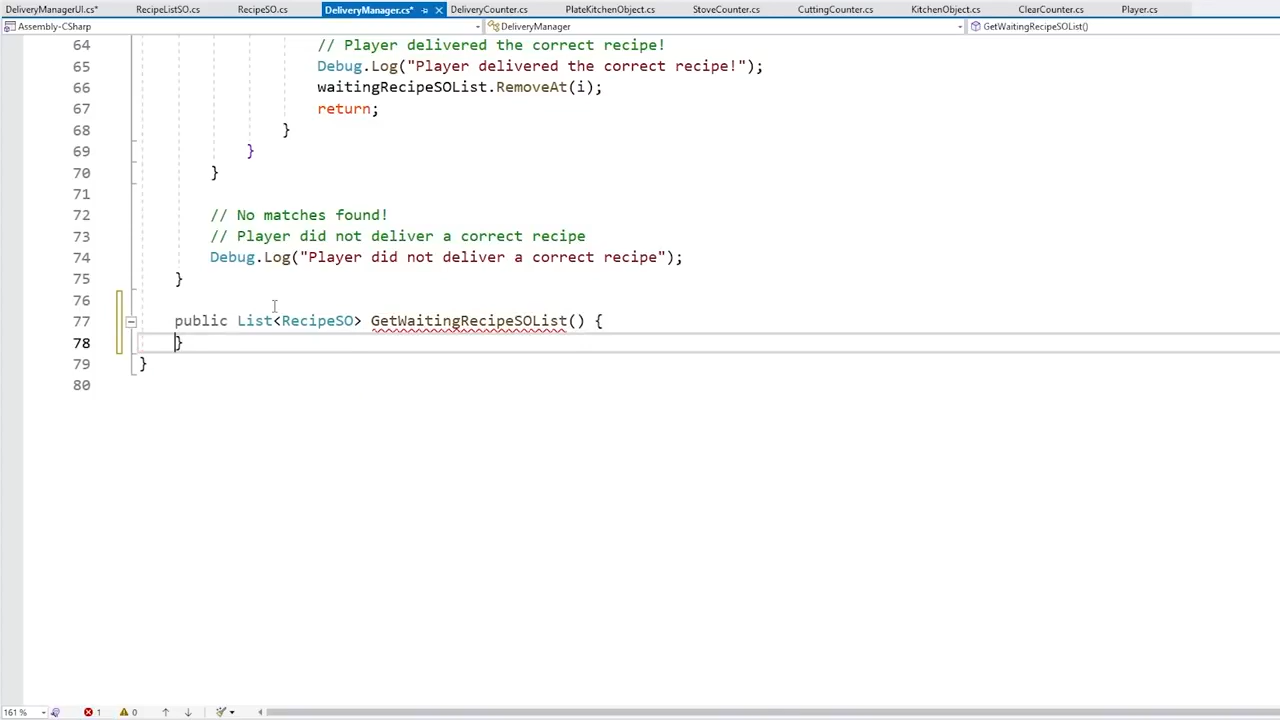 DeliveryManagerUI.cs* RecipeListSO.cs RecipeSO.cs DeliveryManager.cs* DeliveryCounter.cs PlateKitchenObject.cs StoveCounter.cs CuttingCounter.cs KitchenObject.cs ClearCounter.cs Player.cs
Assembly-CSharp DeliveryManager GetWaitingRecipeSOList()
64 // Player delivered the correct recipe!
65 Debug.Log("Player delivered the correct recipe!");
66 waitingRecipeSOList.RemoveAt(i);
67 return;
68 }
69 }
70 }
71
72 // No matches found!
73 // Player did not deliver a correct recipe
74 Debug.Log("Player did not deliver a correct recipe");
75 }
76
77 public List<RecipeSO> GetWaitingRecipeSOList() {
78 }
79 }
80
161 % 1 0